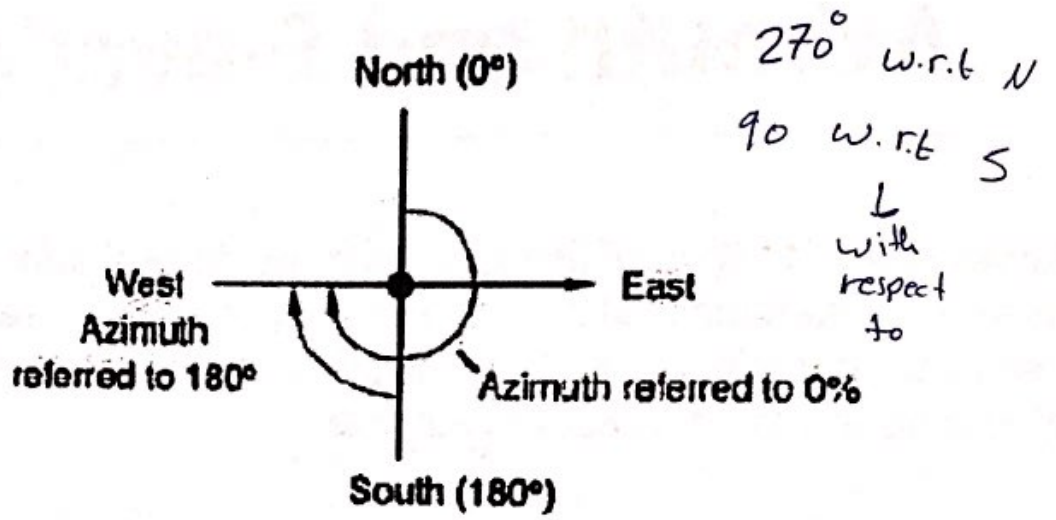 North (0°)
270° w.r.t N
90 w.r.t S
with
respect
to
West
East
Azimuth
referred to 180°
Azimuth referred to 0%
South (180°)